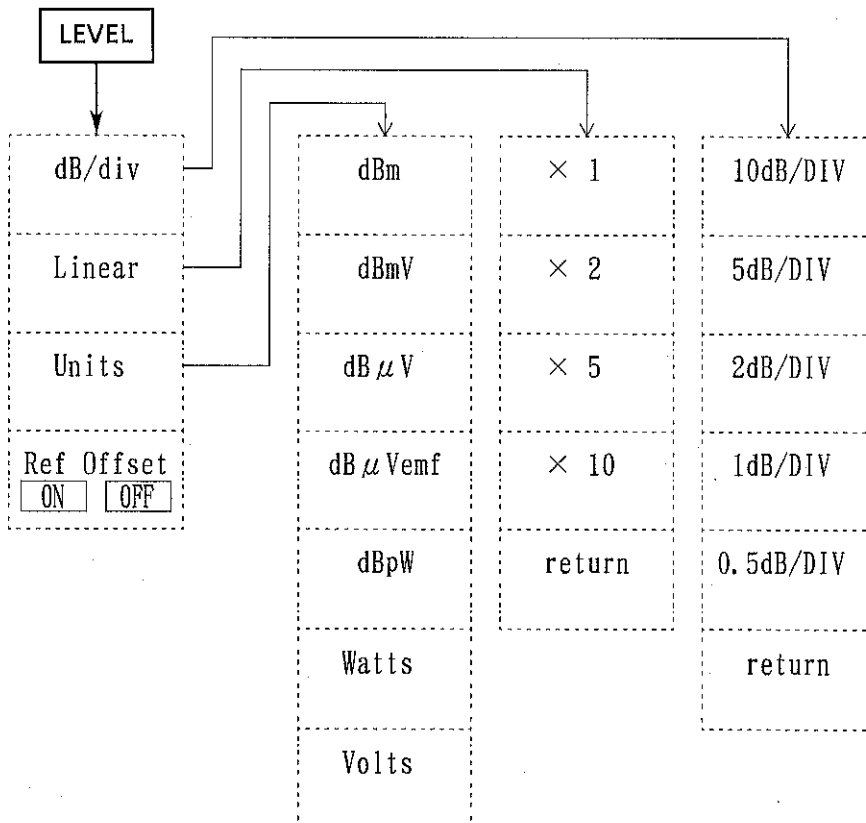 LEVEL
dB/div
Linear
Units
Ref Offset
ON OFF
dBm
dBmV
dBμV
dBμVemf
dBpW
Watts
Volts
× 1
× 2
× 5
× 10
return
10dB/DIV
5dB/DIV
2dB/DIV
1dB/DIV
0.5dB/DIV
return